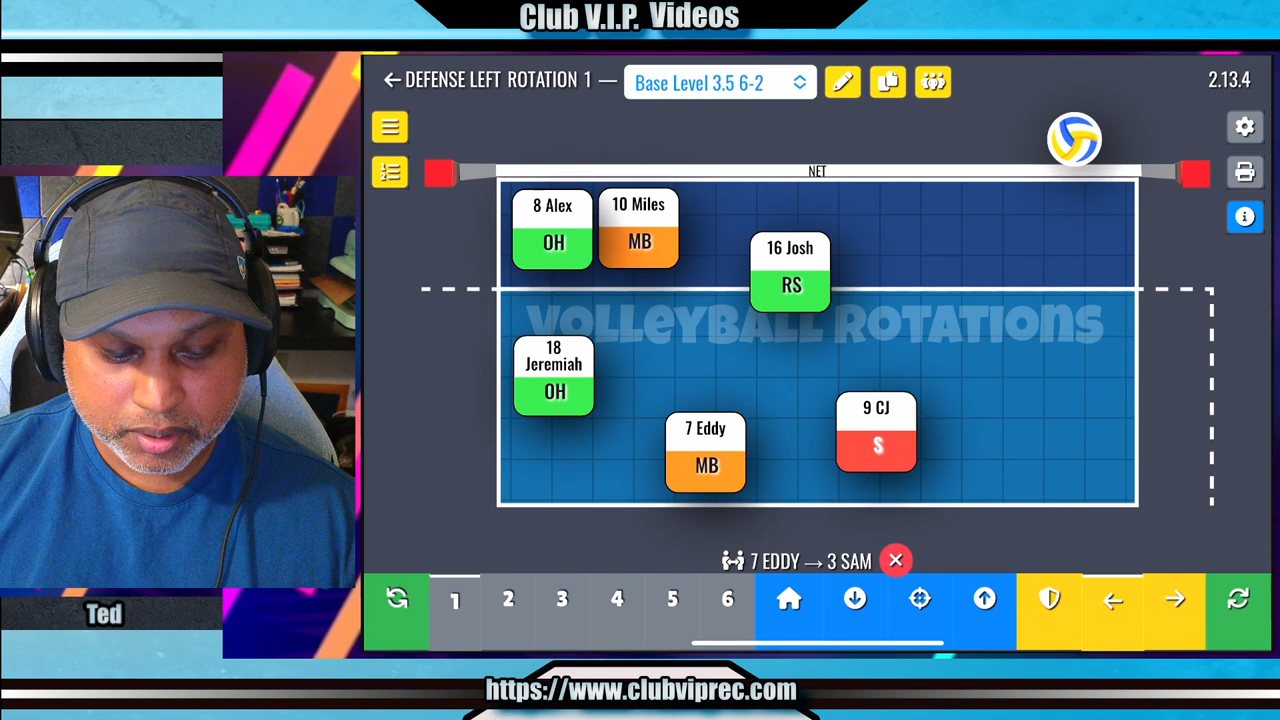 Club V.I.P. Videos
DEFENSE LEFT ROTATION 1 — Base Level 3.5 6-2
2.13.4
NET
8 Alex
OH
10 Miles
MB
16 Josh
RS
VOLLEYBALL ROTATIONS
18
Jeremiah
OH
7 Eddy
MB
9 CJ
S
7 EDDY → 3 SAM
1 2 3 4 5 6
Ted
https://www.clubviprec.com